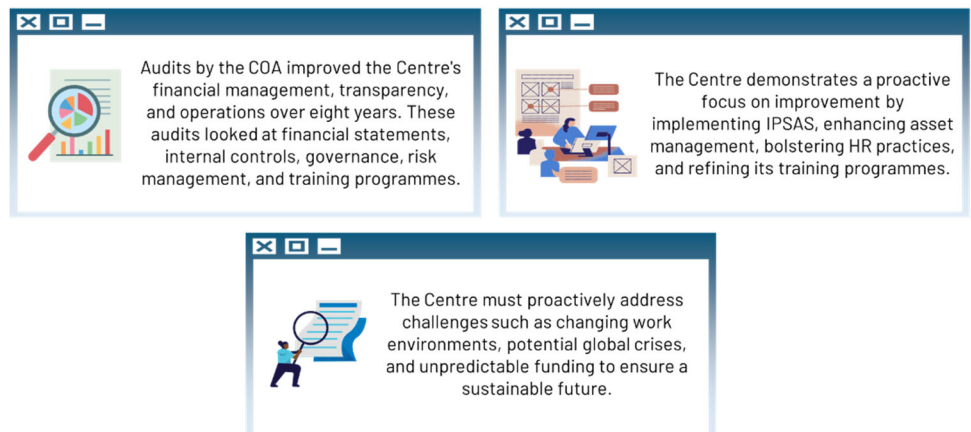 Audits by the COA improved the Centre's
financial management, transparency,
and operations over eight years. These
audits looked at financial statements,
internal controls, governance, risk
management, and training programmes.
The Centre demonstrates a proactive
focus on improvement by
implementing IPSAS, enhancing asset
management, bolstering HR practices,
and refining its training programmes.
The Centre must proactively address
challenges such as changing work
environments, potential global crises,
and unpredictable funding to ensure a
sustainable future.